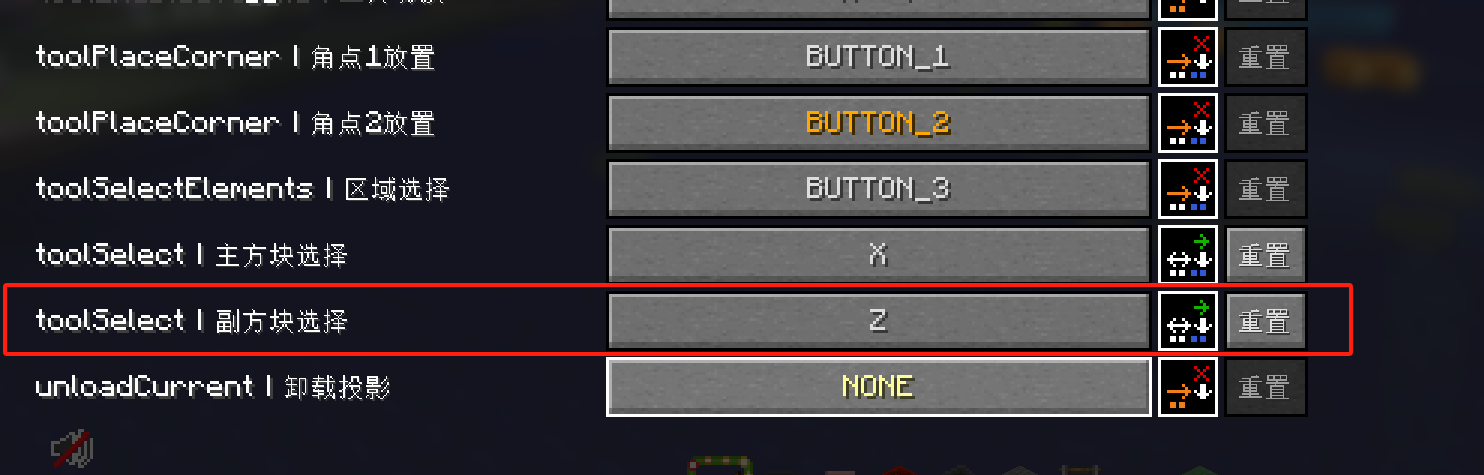 toolPlaceCorner | 角点1放置 BUTTON_1 重置
toolPlaceCorner | 角点2放置 BUTTON_2 重置
toolSelectElements | 区域选择 BUTTON_3 重置
toolSelect | 主方块选择 X 重置
toolSelect | 副方块选择 Z 重置
unloadCurrent | 卸载投影 NONE 重置